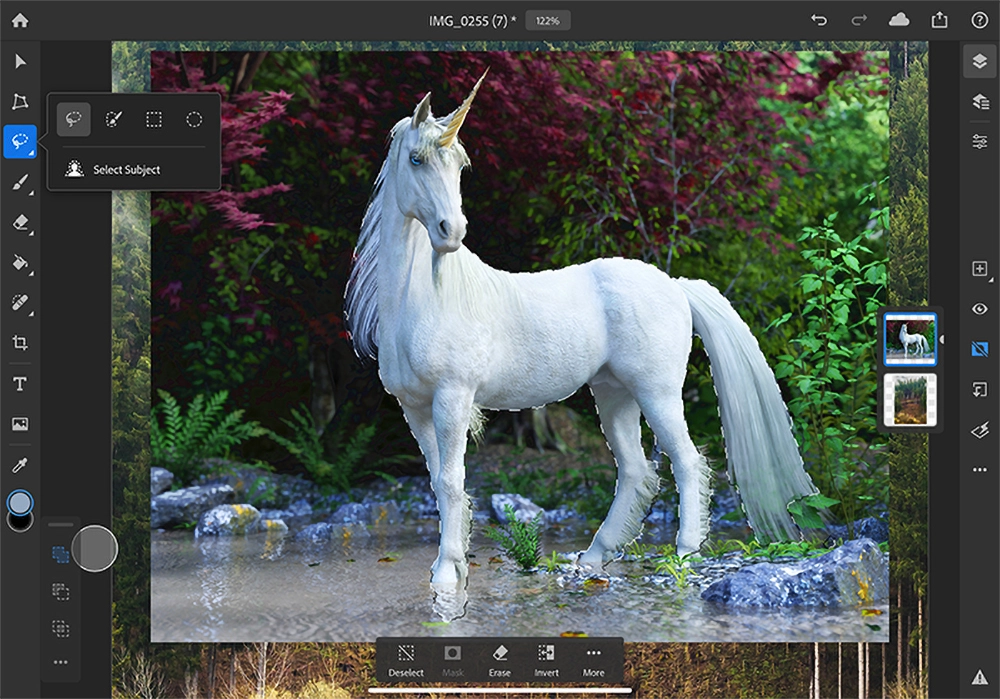 IMG_0255 (7) * 122%
Select Subject
T
Deselect Mask Erase Invert More